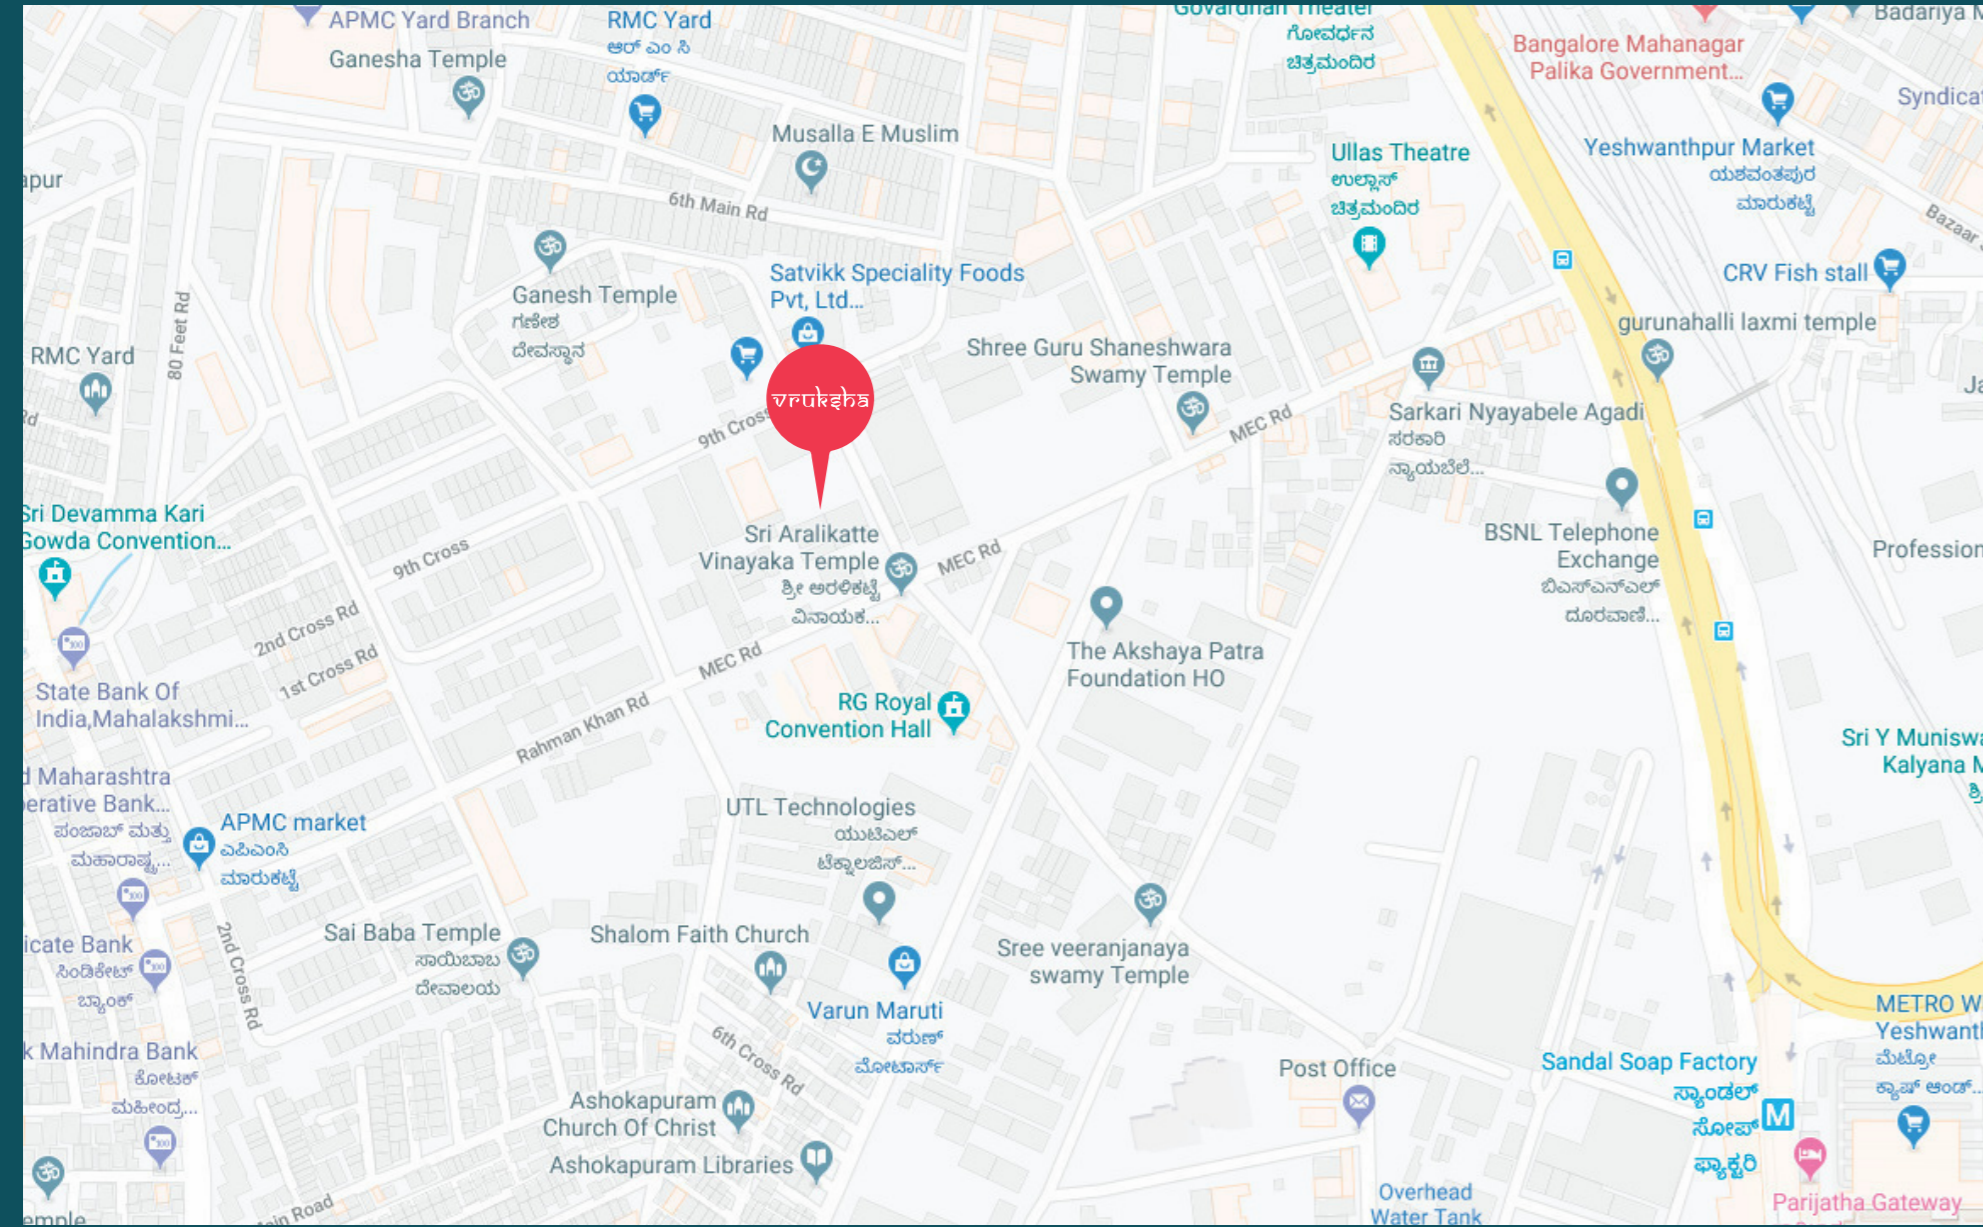 APMC Yard Branch
Ganesha Temple
RMC Yard
ಆರ್ ಎಂ ಸಿ
ಯಾರ್ಡ್
Govardhan Theater
ಗೋವರ್ಧನ
ಚಿತ್ರಮಂದಿರ
Bangalore Mahanagar
Palika Government...
Badariya
Musalla E Muslim
6th Main Rd
Ullas Theatre
ಉಲ್ಲಾಸ್
ಚಿತ್ರಮಂದಿರ
Yeshwanthpur Market
ಯಶವಂತಪುರ
ಮಾರುಕಟ್ಟೆ
Bazaar
apur
80 Feet Rd
Ganesh Temple
ಗಣೇಶ
ದೇವಸ್ಥಾನ
Satvikk Speciality Foods
Pvt, Ltd...
CRV Fish stall
gurunahalli laxmi temple
RMC Yard
vruksha
9th Cross
Shree Guru Shaneshwara
Swamy Temple
MEC Rd
Sarkari Nyayabele Agadi
ಸರಕಾರಿ
ನ್ಯಾಯಬೆಲೆ...
Sri Devamma Kari
Gowda Convention...
9th Cross
Sri Aralikatte
Vinayaka Temple
ಶ್ರೀ ಅರಳಿಕಟ್ಟೆ
ವಿನಾಯಕ...
MEC Rd
BSNL Telephone
Exchange
ಬಿಎಸ್ಎನ್ಎಲ್
ದೂರವಾಣಿ...
Profession
2nd Cross Rd
1st Cross Rd
MEC Rd
The Akshaya Patra
Foundation HO
State Bank Of
India,Mahalakshmi...
Rahman Khan Rd
RG Royal
Convention Hall
Sri Y Muniswa
Kalyana M
ಶ್ರಿ
d Maharashtra
erative Bank...
ಪಂಜಾಬ್ ಮತ್ತು
ಮಹಾರಾಷ್ಟ್ರ...
APMC market
ಎಪಿಎಂಸಿ
ಮಾರುಕಟ್ಟೆ
UTL Technologies
ಯುಟಿಎಲ್
ಟೆಕ್ನಾಲಜಿಸ್...
icate Bank
ಸಿಂಡಿಕೇಟ್
ಬ್ಯಾಂಕ್
2nd Cross Rd
Sai Baba Temple
ಸಾಯಿಬಾಬ
ದೇವಾಲಯ
Shalom Faith Church
Varun Maruti
ವರುಣ್
ಮೋಟಾರ್ಸ್
Sree veeranjanaya
swamy Temple
k Mahindra Bank
ಕೋಟಕ್
ಮಹೀಂದ್ರ...
6th Cross Rd
Ashokapuram
Church Of Christ
Ashokapuram Libraries
Post Office
Sandal Soap Factory
ಸ್ಯಾಂಡಲ್
ಸೋಪ್
ಫ್ಯಾಕ್ಟರಿ
M
METRO W
Yeshwanth
ಮೆಟ್ರೋ
ಕ್ಯಾಷ್ ಆಂಡ್...
Overhead
Water Tank
Parijatha Gateway
emple
ain Road